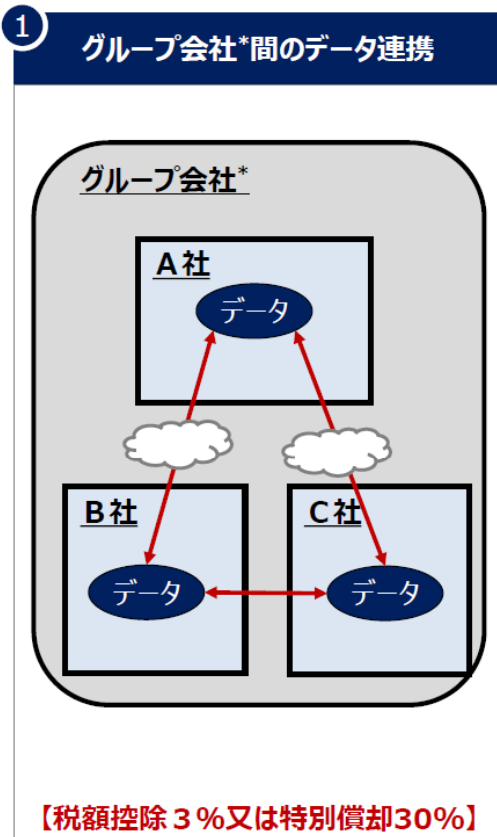 1
グループ会社*間のデータ連携
グループ会社*
A社
データ
B社
C社
データ
データ
【税額控除３％又は特別償却30％】